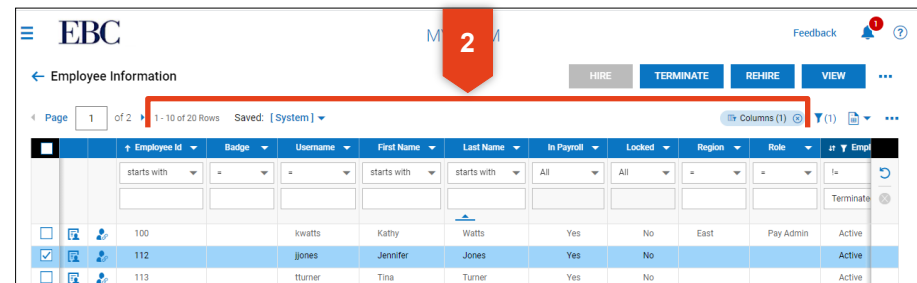 EBC
2
Feedback
1
?
Employee Information
HIRE
TERMINATE
REHIRE
VIEW
Page 1 of 2 1 - 10 of 20 Rows Saved: [System] Columns (1) (1)
Employee Id Badge Username First Name Last Name In Payroll Locked Region Role Empl
starts with = = starts with starts with All All = = !=
Terminate
100 kwatts Kathy Watts Yes No East Pay Admin Active
112 jjones Jennifer Jones Yes No Active
113 tturner Tina Turner Yes No Active